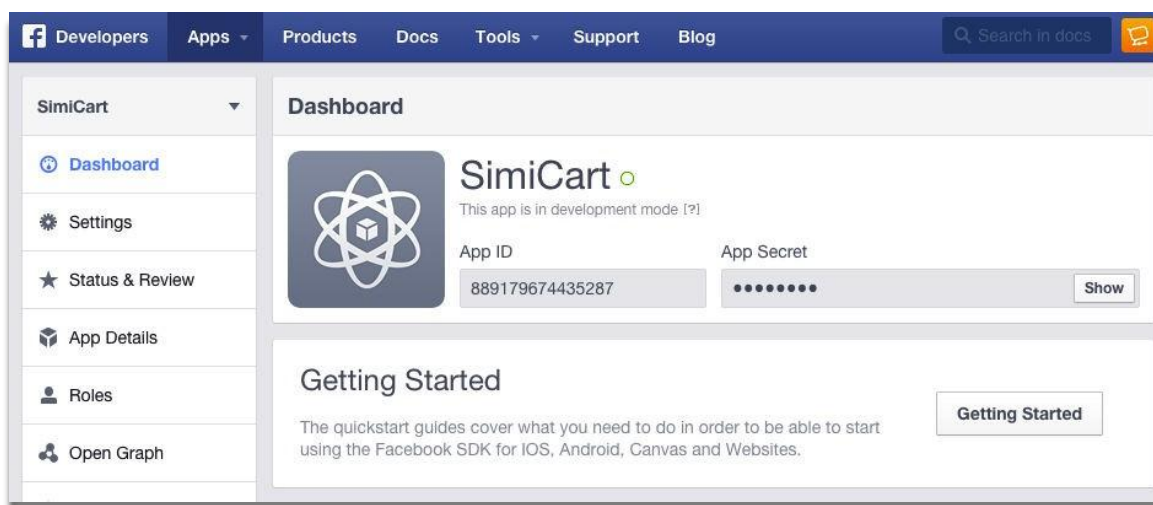 Developers Apps Products Docs Tools Support Blog Search in docs
SimiCart
Dashboard
Settings
Status & Review
App Details
Roles
Open Graph
Dashboard
SimiCart
This app is in development mode [?]
App ID App Secret
889179674435287 •••••••• Show
Getting Started
The quickstart guides cover what you need to do in order to be able to start
using the Facebook SDK for IOS, Android, Canvas and Websites.
Getting Started